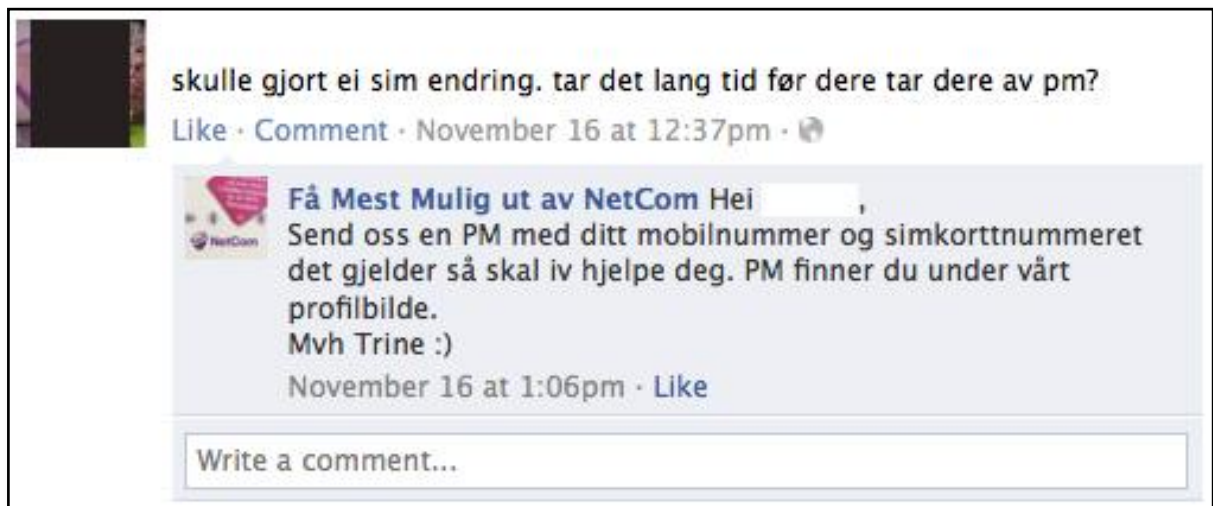 skulle gjort ei sim endring. tar det lang tid før dere tar dere av pm?
Like · Comment · November 16 at 12:37pm ·
Få Mest Mulig ut av NetCom Hei ,
Send oss en PM med ditt mobilnummer og simkorttnummeret
det gjelder så skal iv hjelpe deg. PM finner du under vårt
profilbilde.
Mvh Trine :)
NetCom
November 16 at 1:06pm · Like
Write a comment...